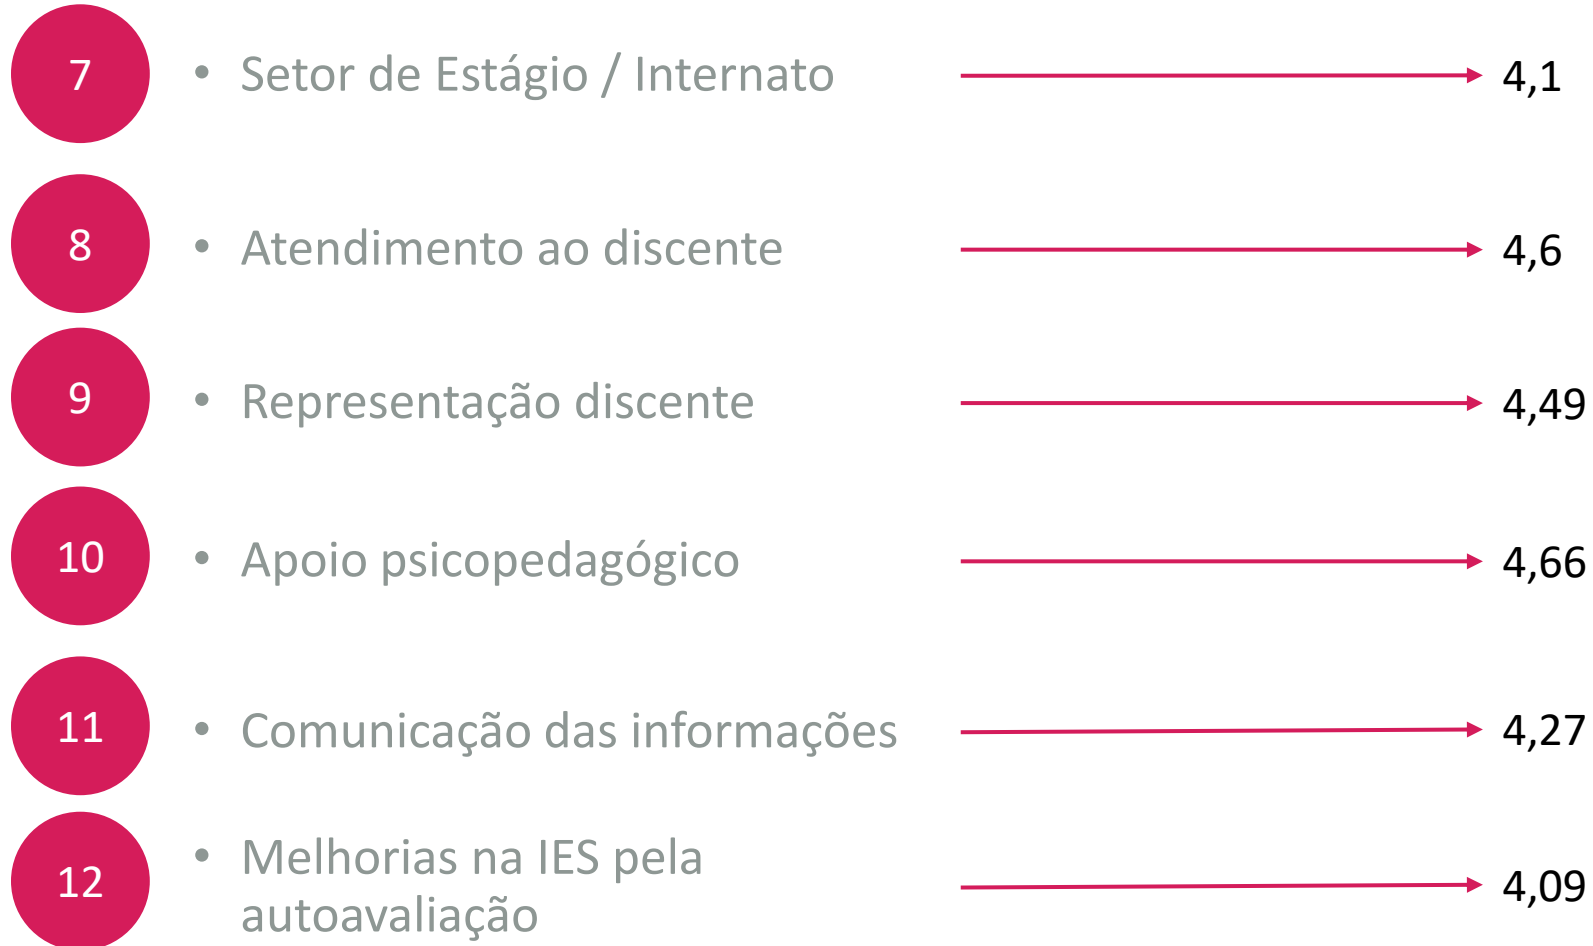 7 • Setor de Estágio / Internato 4,1
8 • Atendimento ao discente 4,6
9 • Representação discente 4,49
10 • Apoio psicopedagógico 4,66
11 • Comunicação das informações 4,27
12 • Melhorias na IES pela
autoavaliação 4,09